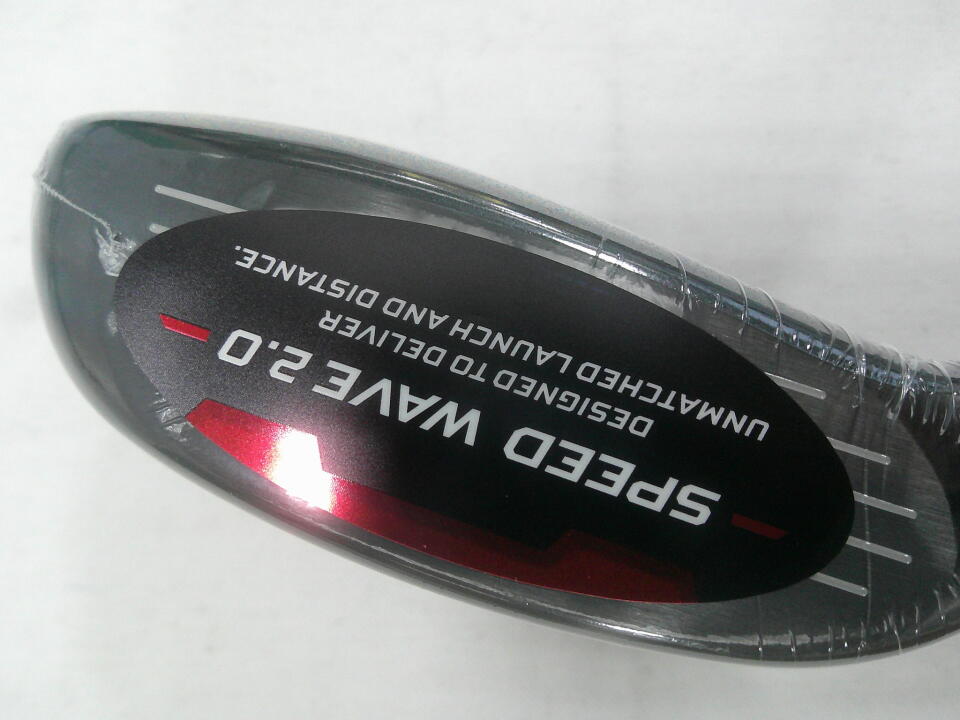 SPEED WAVE 2.0
DESIGNED TO DELIVER
UNMATCHED LAUNCH AND DISTANCE.